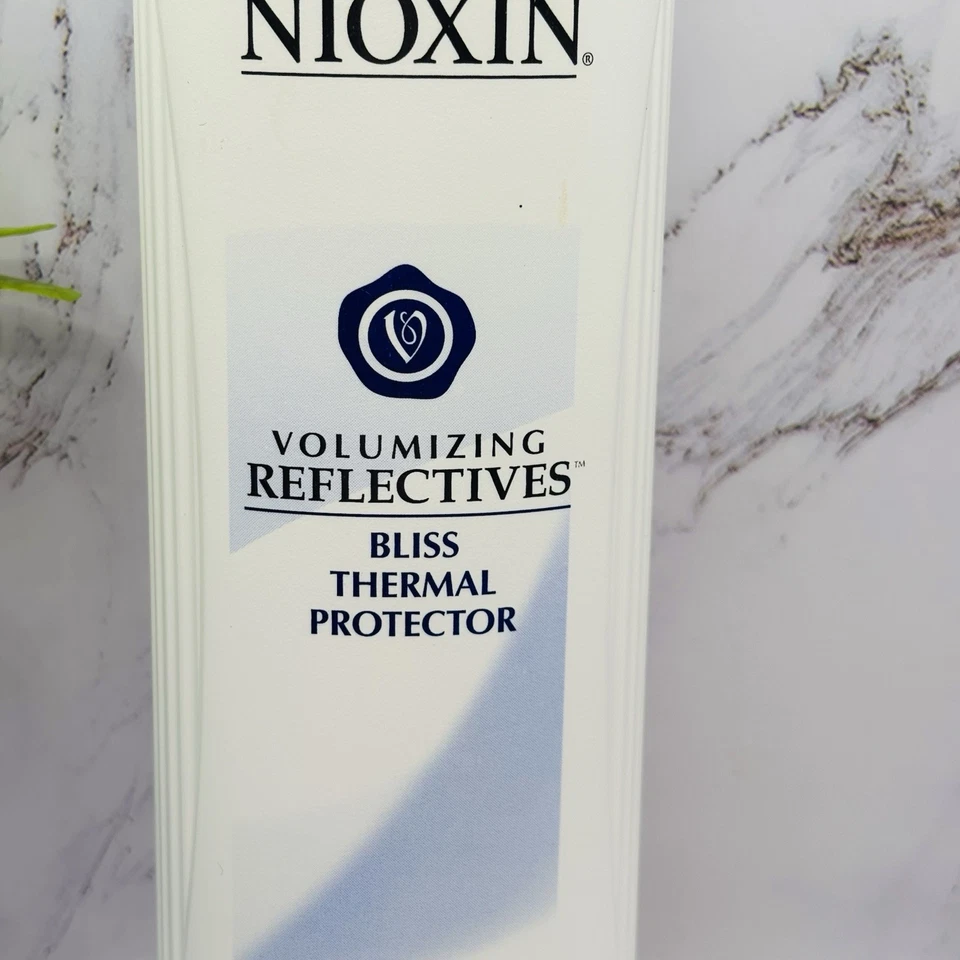 NIOXIN®
VOLUMIZING
REFLECTIVES™
BLISS
THERMAL
PROTECTOR